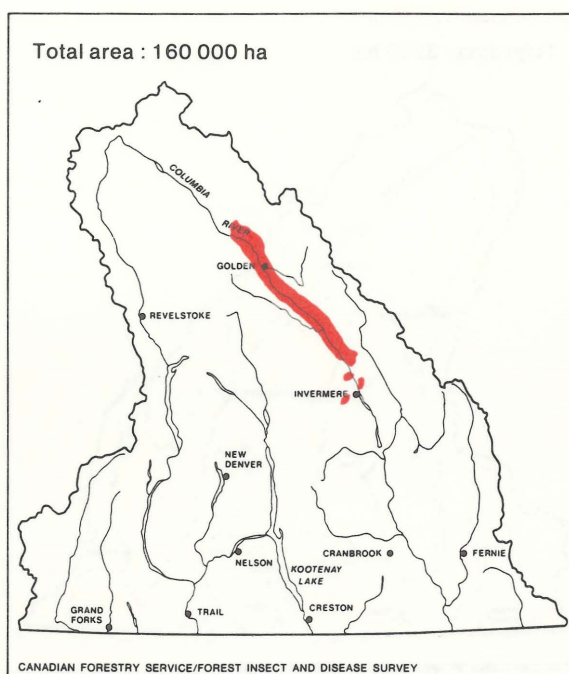 Total area : 160 000 ha
COLUMBIA
RIVER
GOLDEN
REVELSTOKE
INVERMERE
NEW
DENVER
NELSON
CRANBROOK
FERNIE
KOOTENAY
LAKE
GRAND
FORKS
TRAIL
CRESTON
CANADIAN FORESTRY SERVICE/FOREST INSECT AND DISEASE SURVEY